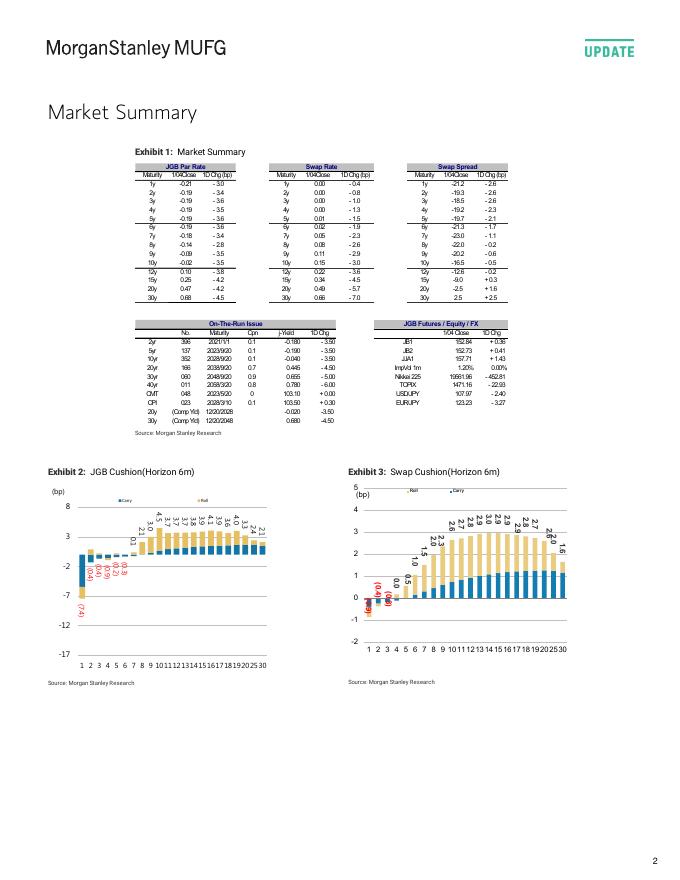 MorganStanley MUFG
UPDATE
Market Summary
Exhibit 1: Market Summary
JGB Par Rate
Maturity 1/04Close 1D Chg (bp)
1y -0.21 - 3.0
2y -0.19 - 3.4
3y -0.19 - 3.6
4y -0.19 - 3.5
5y -0.19 - 3.6
6y -0.19 - 3.6
7y -0.18 - 3.4
8y -0.14 - 2.8
9y -0.09 - 3.5
10y -0.02 - 3.5
12y 0.10 - 3.8
15y 0.25 - 4.2
20y 0.47 - 4.2
30y 0.68 - 4.5
Swap Rate
Maturity 1/04Close 1D Chg (bp)
1y 0.00 - 0.4
2y 0.00 - 0.8
3y 0.00 - 1.0
4y 0.00 - 1.3
5y 0.01 - 1.5
6y 0.02 - 1.9
7y 0.05 - 2.3
8y 0.08 - 2.6
9y 0.11 - 2.9
10y 0.15 - 3.0
12y 0.22 - 3.6
15y 0.34 - 4.6
20y 0.49 - 5.7
30y 0.66 - 7.0
Swap Spread
Maturity 1/04Close 1D Chg (bp)
1y -21.2 - 2.6
2y -19.3 - 2.6
3y -18.5 - 2.6
4y -19.2 - 2.3
5y -19.7 - 2.1
6y -21.3 - 1.7
7y -23.0 - 1.1
8y -22.0 - 0.2
9y -20.2 - 0.6
10y -16.5 - 0.5
12y -12.6 - 0.2
15y -9.0 + 0.3
20y -2.5 + 1.6
30y 2.5 + 2.5
On-The-Run Issue
No. Maturity Cpn j-Yield 1D Chg
2yr 396 2021/1/1 0.1 -0.180 - 3.50
5yr 137 2023/9/20 0.1 -0.190 - 3.50
10yr 352 2028/9/20 0.1 -0.040 - 3.50
20yr 166 2038/9/20 0.7 0.445 - 4.50
30yr 060 2048/9/20 0.9 0.655 - 5.00
40yr 011 2058/3/20 0.8 0.780 - 6.00
CMT 048 2023/5/20 0 103.10 + 0.00
CPI 023 2028/3/10 0.1 103.50 + 0.30
20y (Comp Yld) 12/20/2028 -0.020 -3.50
30y (Comp Yld) 12/20/2048 0.680 -4.50
JGB Futures / Equity / FX
1/04 Close 1D Chg
JB1 152.84 + 0.36
JB2 152.73 + 0.41
JJA1 157.71 + 1.43
ImpVol 1m 1.20% 0.00%
Nikkei 225 19561.96 - 452.81
TOPIX 1471.16 - 22.93
USDJPY 107.97 - 2.40
EURJPY 123.23 - 3.27
Source: Morgan Stanley Research
Exhibit 2: JGB Cushion(Horizon 6m)
(bp)
Carry Roll
8
3
-2
-7
-12
-17
(7.4) (0.4) (0.4) (0.9) (0.2) (0.3) 0.1 2.1 3.0 4.5 3.7 3.7 3.8 3.9 4.1 3.9 3.6 4.0 3.3 2.4 2.1
1 2 3 4 5 6 7 8 9 10 11 12 13 14 15 16 17 18 19 20 25 30
Source: Morgan Stanley Research
Exhibit 3: Swap Cushion(Horizon 6m)
(bp)
Roll Carry
5
4
3
2
1
0
-1
-2
(0.4) 0.0 0.5 1.0 1.5 2.0 2.3 2.6 2.7 2.8 2.9 3.0 2.9 2.9 2.8 2.7 2.0 1.6
1 2 3 4 5 6 7 8 9 10 11 12 13 14 15 16 17 18 19 20 25 30
Source: Morgan Stanley Research
2